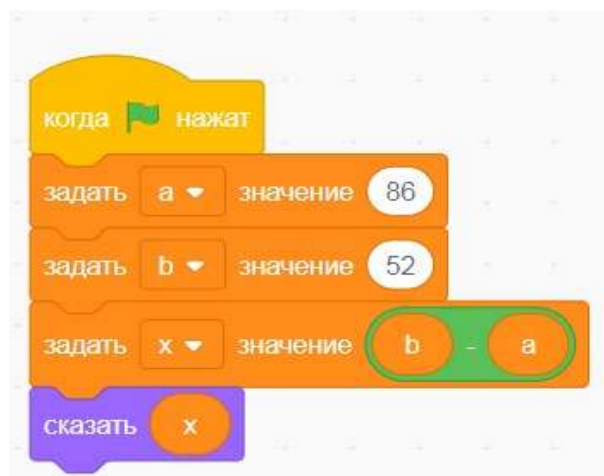 когда нажат
задать a значение 86
задать b значение 52
задать x значение b - a
сказать x